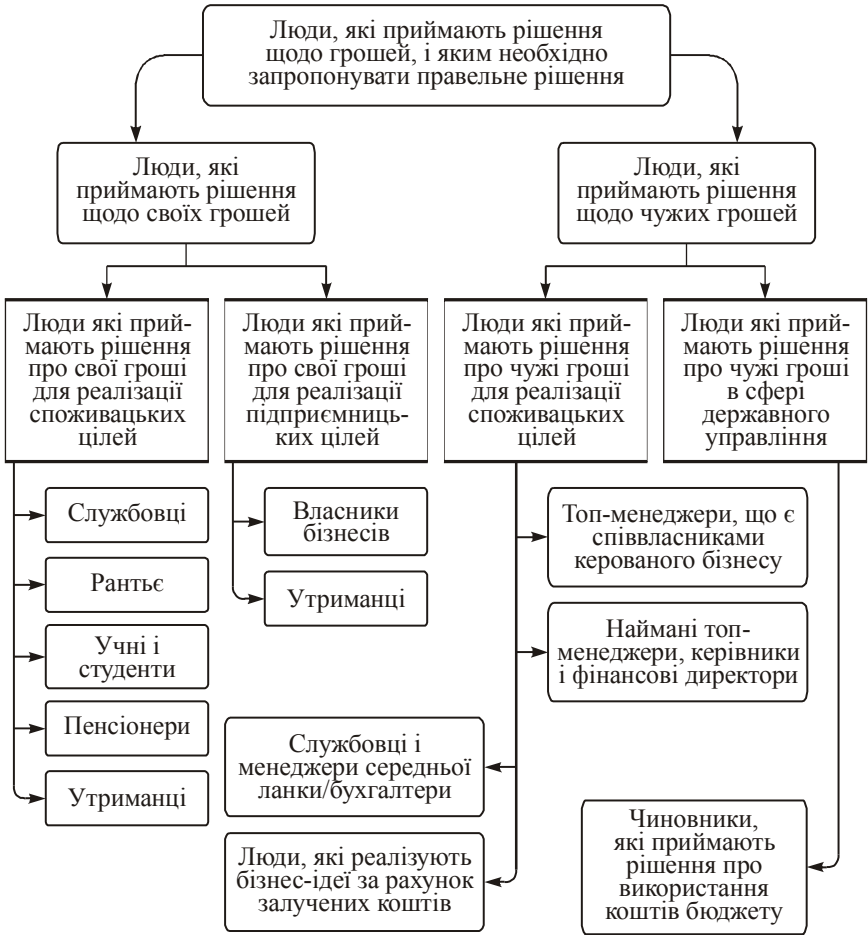 Люди, які приймають рішення
щодо грошей, і яким необхідно
запропонувати правельне рішення
Люди, які
приймають рішення
щодо своїх грошей
Люди, які
приймають рішення
щодо чужих грошей
Люди які прий-
мають рішення
про свої гроші
для реалізації
споживацьких
цілей
Люди які прий-
мають рішення
про свої гроші
для реалізації
підприємниць-
ких цілей
Люди які прий-
мають рішення
про чужі гроші
для реалізації
споживацьких
цілей
Люди які прий-
мають рішення
про чужі гроші
в сфері
державного
управління
Службовці
Рантьє
Учні і
студенти
Пенсіонери
Утриманці
Власники
бізнесів
Утриманці
Топ-менеджери, що є
співвласниками
керованого бізнесу
Наймані топ-
менеджери, керівники
і фінансові директори
Службовці і
менеджери середньої
ланки/бухгалтери
Люди, які реалізують
бізнес-ідеї за рахунок
залучених коштів
Чиновники,
які приймають
рішення про
використання
коштів бюджету